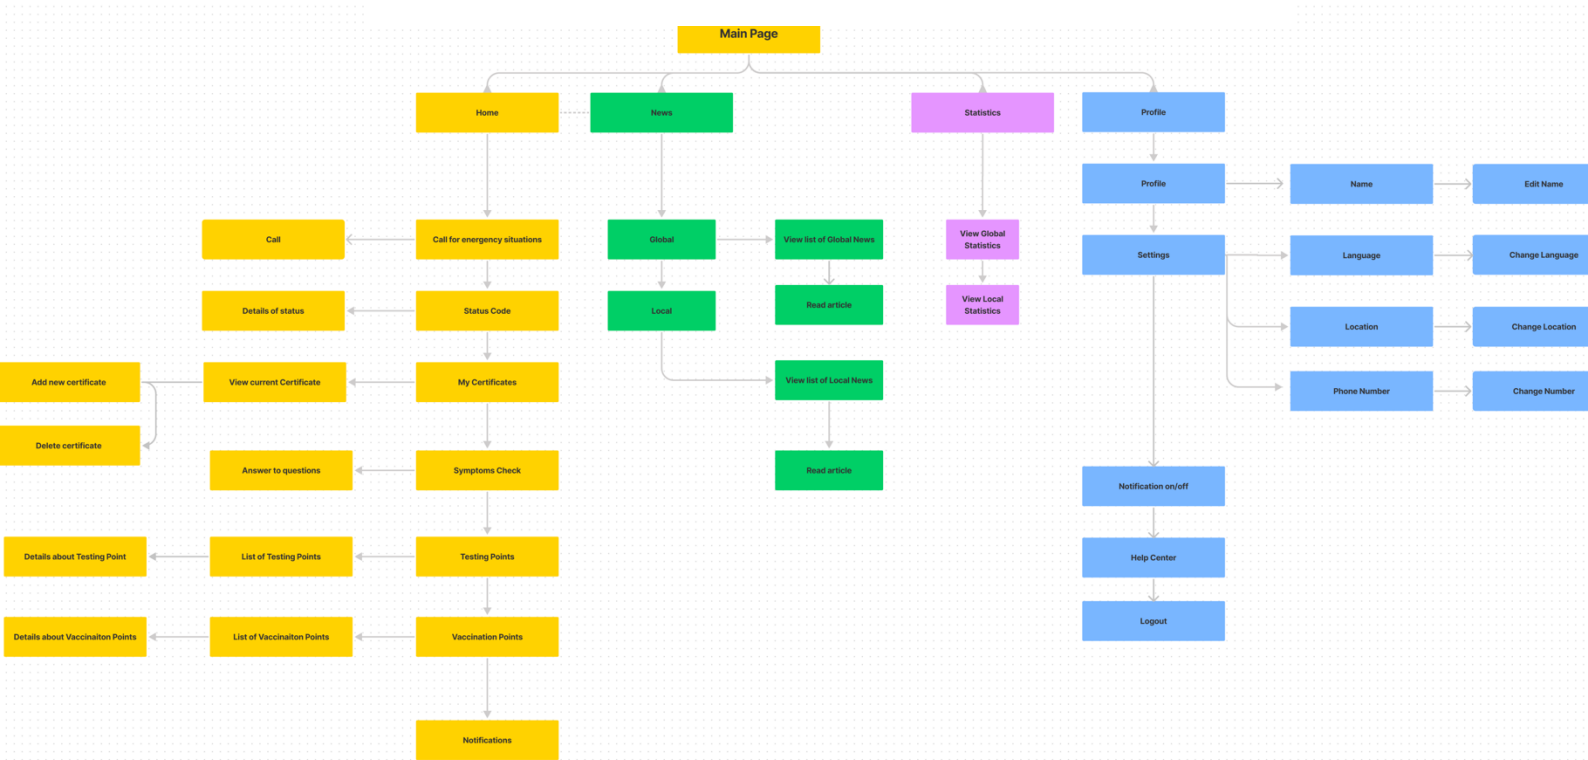 Main Page
Home
News
Statistics
Profile
Profile
Name
Edit Name
Call
Call for energency situations
Global
View list of Global News
View Global
Statistics
Settings
Language
Change Language
Details of status
Status Code
Local
Read article
View Local
Statistics
Location
Change Location
Add new certificate
View current Certificate
My Certificates
View list of Local News
Phone Number
Change Number
Delete certificate
Answer to questions
Symptoms Check
Read article
Notification on/off
Details about Testing Point
List of Testing Points
Testing Points
Help Center
Details about Vaccinaiton Points
List of Vaccinaiton Points
Vaccination Points
Logout
Notifications